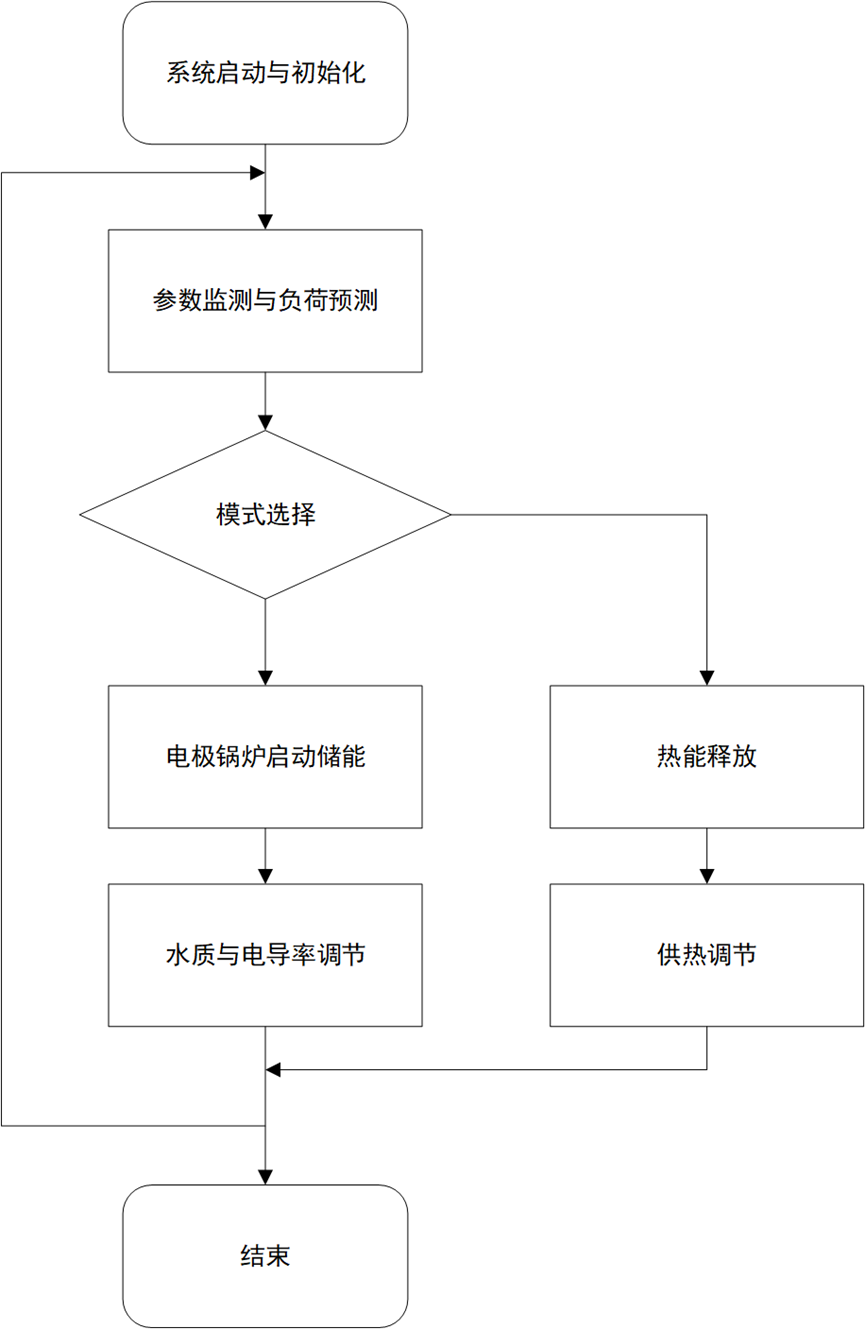 系统启动与初始化
参数监测与负荷预测
模式选择
电极锅炉启动储能
热能释放
水质与电导率调节
供热调节
结束